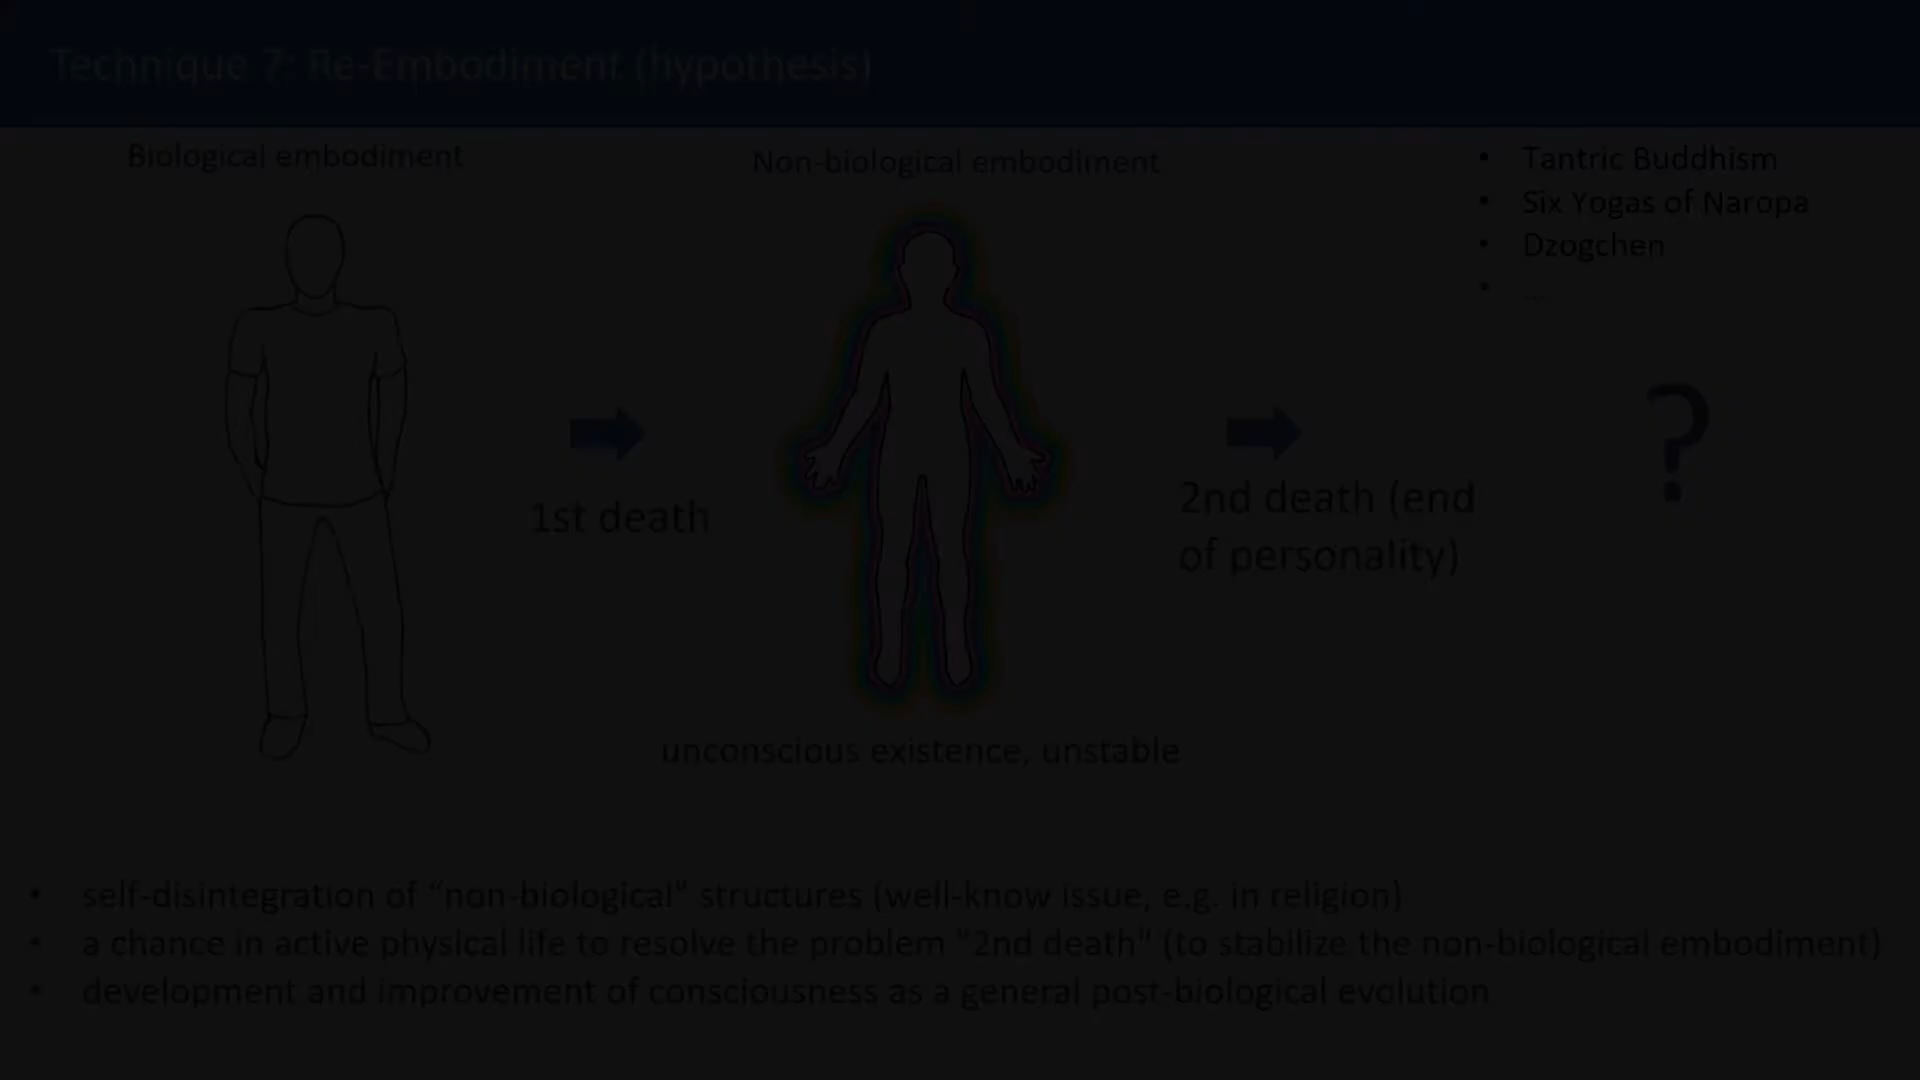 Technique 7: Re-Embodiment (hypothesis)
Biological embodiment
Non-biological embodiment
• Tantric Buddhism
• Six Yogas of Naropa
• Dzogchen
• ...
?
1st death
2nd death (end
of personality)
unconscious existence, unstable
• self-disintegration of “non-biological" structures (well-know issue, e.g. in religion)
• a chance in active physical life to resolve the problem "2nd death" (to stabilize the non-biological embodiment)
• development and improvement of consciousness as a general post-biological evolution